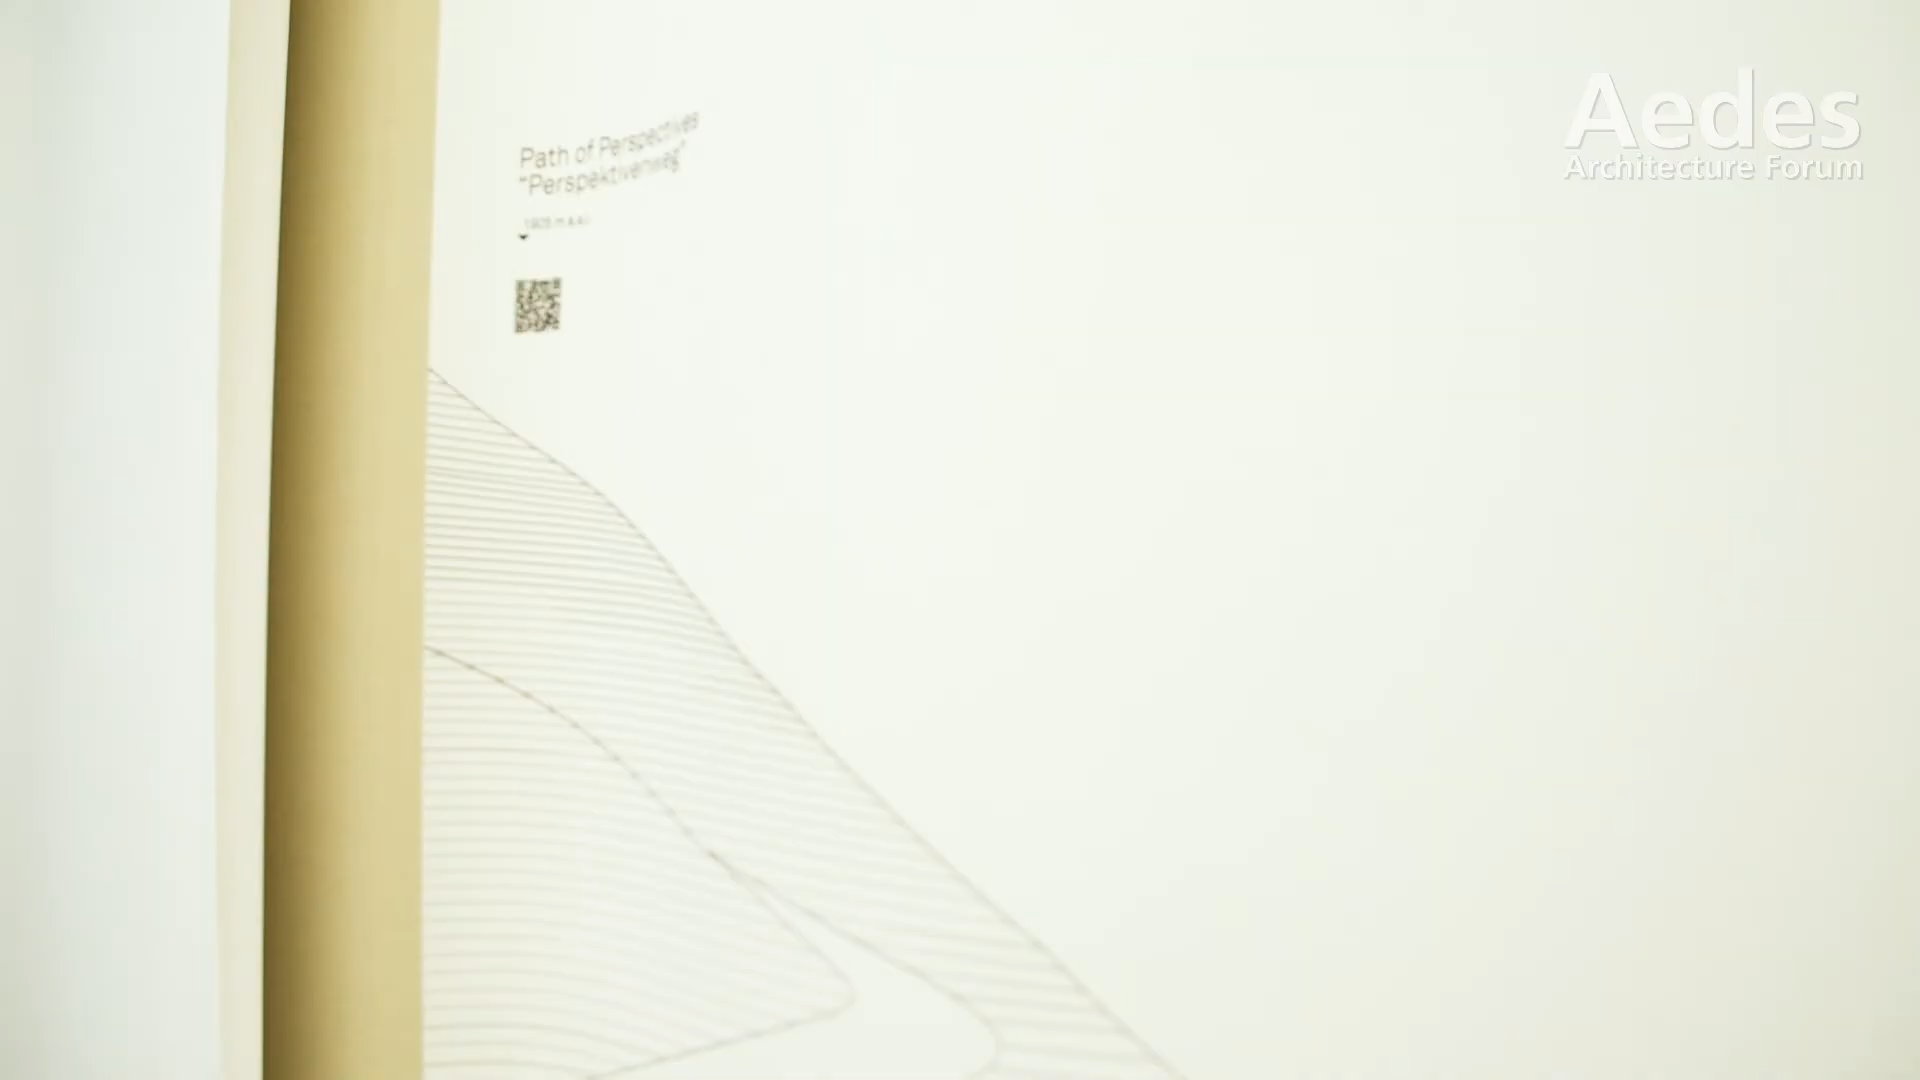 Path of Perspectives
"Perspektivenweg"
Aedes
Architecture Forum